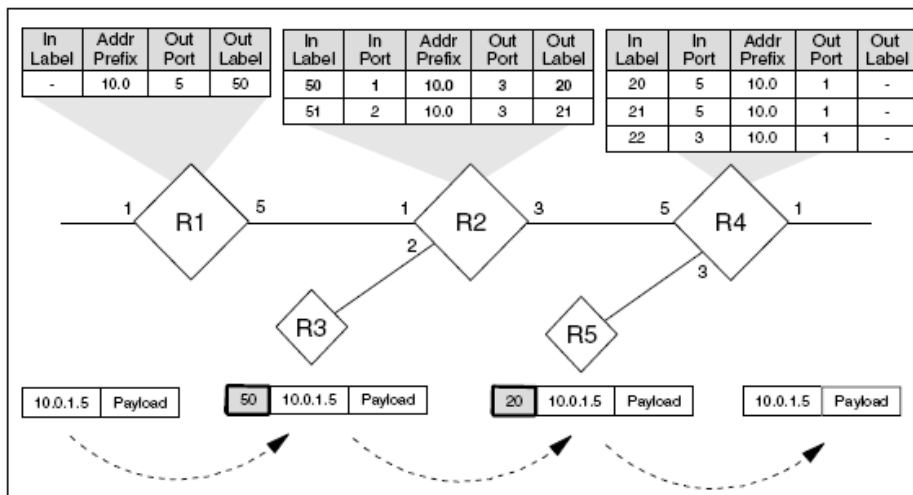 In Label Addr Prefix Out Port Out Label
- 10.0 5 50
In Label In Port Addr Prefix Out Port Out Label
50 1 10.0 3 20
51 2 10.0 3 21
In Label In Port Addr Prefix Out Port Out Label
20 5 10.0 1 -
21 5 10.0 1 -
22 3 10.0 1 -
1 R1 5 1 R2 3 5 R4 1
2 3
R3 R5
10.0.1.5 Payload
50 10.0.1.5 Payload
20 10.0.1.5 Payload
10.0.1.5 Payload